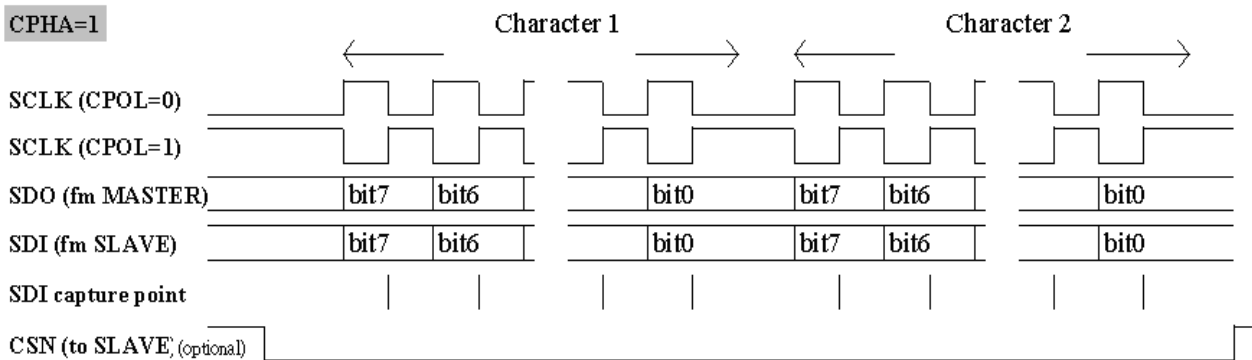 CPHA=1
Character 1
Character 2
SCLK (CPOL=0)
SCLK (CPOL=1)
SDO (fm MASTER)
bit7 bit6 bit0 bit7 bit6 bit0
SDI (fm SLAVE)
bit7 bit6 bit0 bit7 bit6 bit0
SDI capture point
CSN (to SLAVE) (optional)